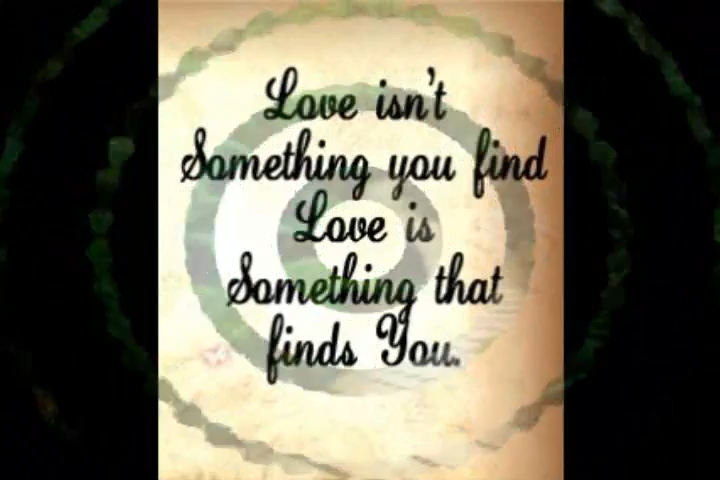 Love isn't
Something you find
Love is
Something that
finds You.